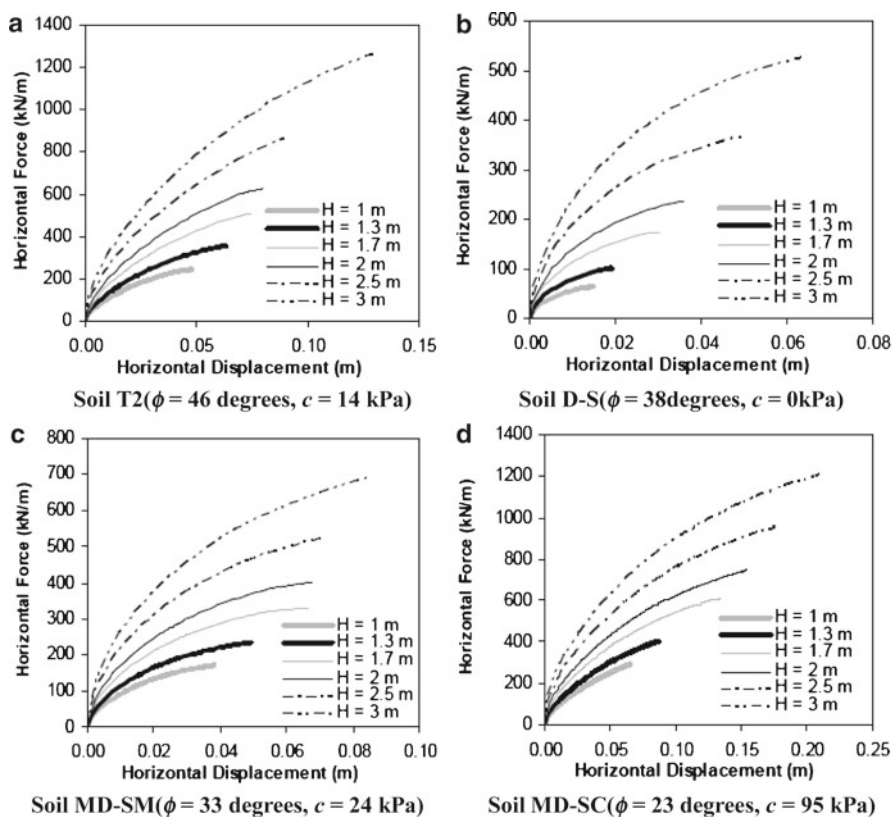 a
Horizontal Force (kN/m)
1400
1200
1000
800
600
400
200
0
0.00
0.05
0.10
0.15
H = 1 m
H = 1.3 m
H = 1.7 m
H = 2 m
H = 2.5 m
H = 3 m
Horizontal Displacement (m)
Soil T2(ϕ = 46 degrees, c = 14 kPa)
b
Horizontal Force (kN/m)
600
500
400
300
200
100
0
0.00
0.02
0.04
0.06
0.08
H = 1 m
H = 1.3 m
H = 1.7 m
H = 2 m
H = 2.5 m
H = 3 m
Horizontal Displacement (m)
Soil D-S(ϕ = 38degrees, c = 0kPa)
c
Horizontal Force (kN/m)
800
700
600
500
400
300
200
100
0
0.00
0.02
0.04
0.06
0.08
0.10
H = 1 m
H = 1.3 m
H = 1.7 m
H = 2 m
H = 2.5 m
H = 3 m
Horizontal Displacement (m)
Soil MD-SM(ϕ = 33 degrees, c = 24 kPa)
d
Horizontal Force (kN/m)
1400
1200
1000
800
600
400
200
0
0.00
0.05
0.10
0.15
0.20
0.25
H = 1 m
H = 1.3 m
H = 1.7 m
H = 2 m
H = 2.5 m
H = 3 m
Horizontal Displacement (m)
Soil MD-SC(ϕ = 23 degrees, c = 95 kPa)